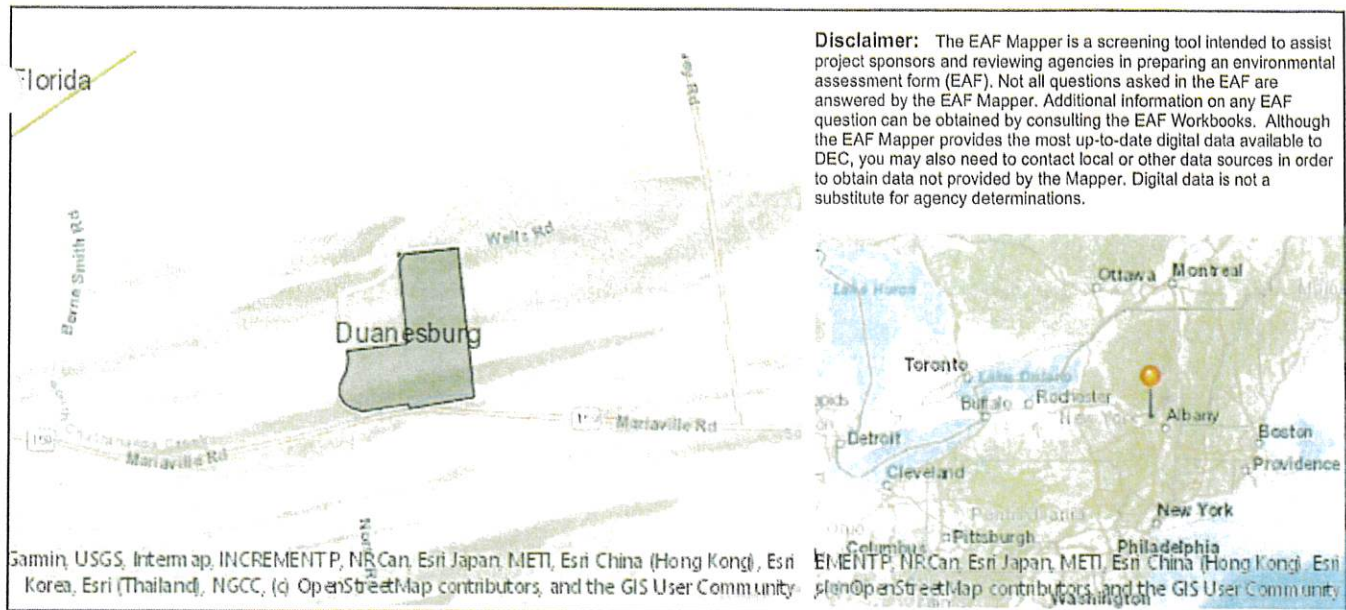 Florida
Duanesburg
Wells Rd
Berne Smith Rd
Mariaville Rd
Mariaville Rd
Garmin, USGS, Intermap, INCREMENT P, NRCan, Esri Japan, METI, Esri China (Hong Kong), Esri
Korea, Esri (Thailand), NGCC, (c) OpenStreetMap contributors, and the GIS User Community
Disclaimer: The EAF Mapper is a screening tool intended to assist
project sponsors and reviewing agencies in preparing an environmental
assessment form (EAF). Not all questions asked in the EAF are
answered by the EAF Mapper. Additional information on any EAF
question can be obtained by consulting the EAF Workbooks. Although
the EAF Mapper provides the most up-to-date digital data available to
DEC, you may also need to contact local or other data sources in order
to obtain data not provided by the Mapper. Digital data is not a
substitute for agency determinations.
Lake Huron
Ottawa
Montreal
Toronto
Lake Ontario
Rochester
Buffalo
New York
Albany
Detroit
Boston
Providence
Cleveland
Pennsylvania
New York
Columbus
Pittsburgh
Philadelphia
EMENT P, NRCan, Esri Japan, METI, Esri China (Hong Kong), Esri
OpenStreetMap contributors, and the GIS User Community
Washington